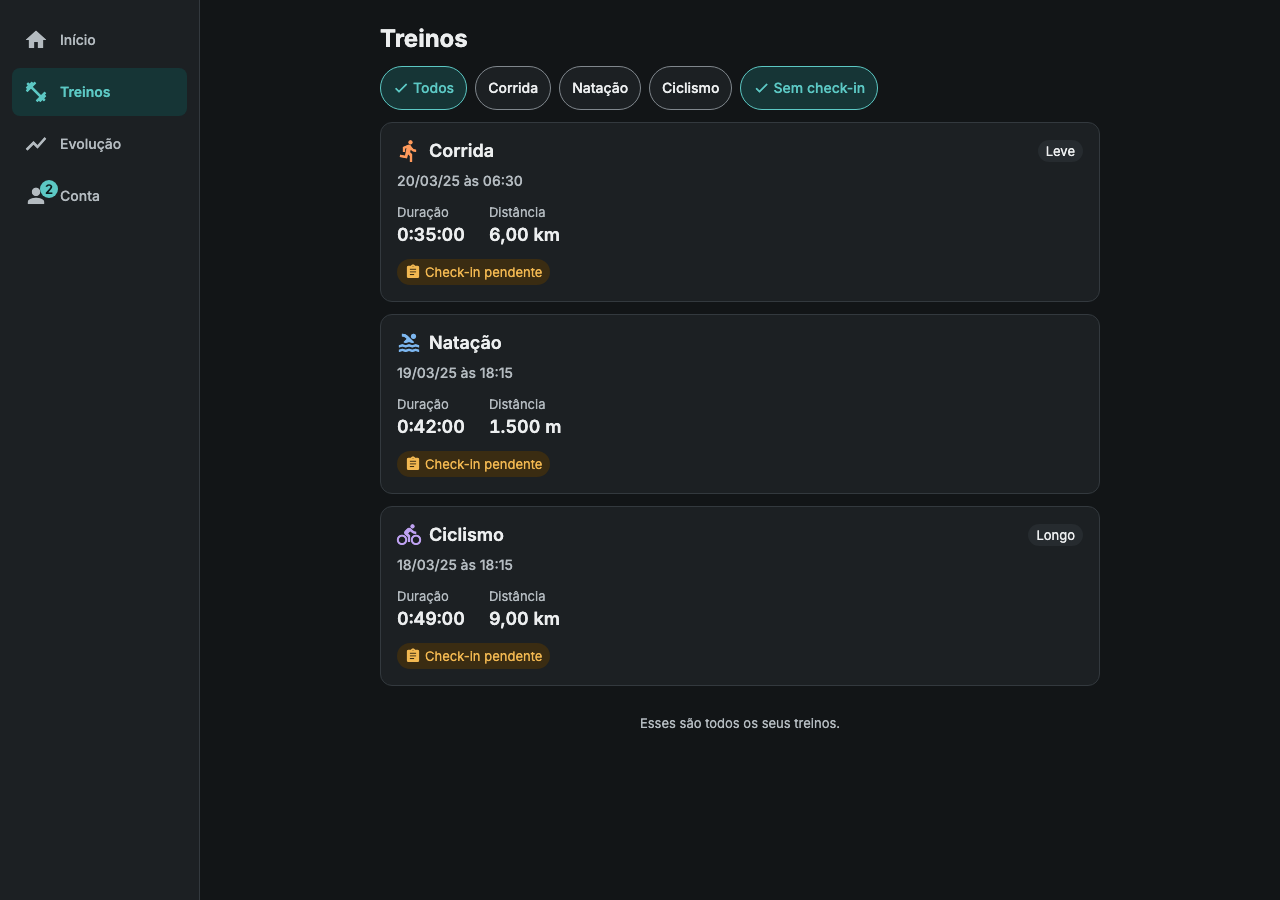 Início
Treinos
Evolução
2
Conta
Treinos
Todos
Corrida
Natação
Ciclismo
Sem check-in
Corrida
Leve
20/03/25 às 06:30
Duração
Distância
0:35:00
6,00 km
Check-in pendente
Natação
19/03/25 às 18:15
Duração
Distância
0:42:00
1.500 m
Check-in pendente
Ciclismo
Longo
18/03/25 às 18:15
Duração
Distância
0:49:00
9,00 km
Check-in pendente
Esses são todos os seus treinos.